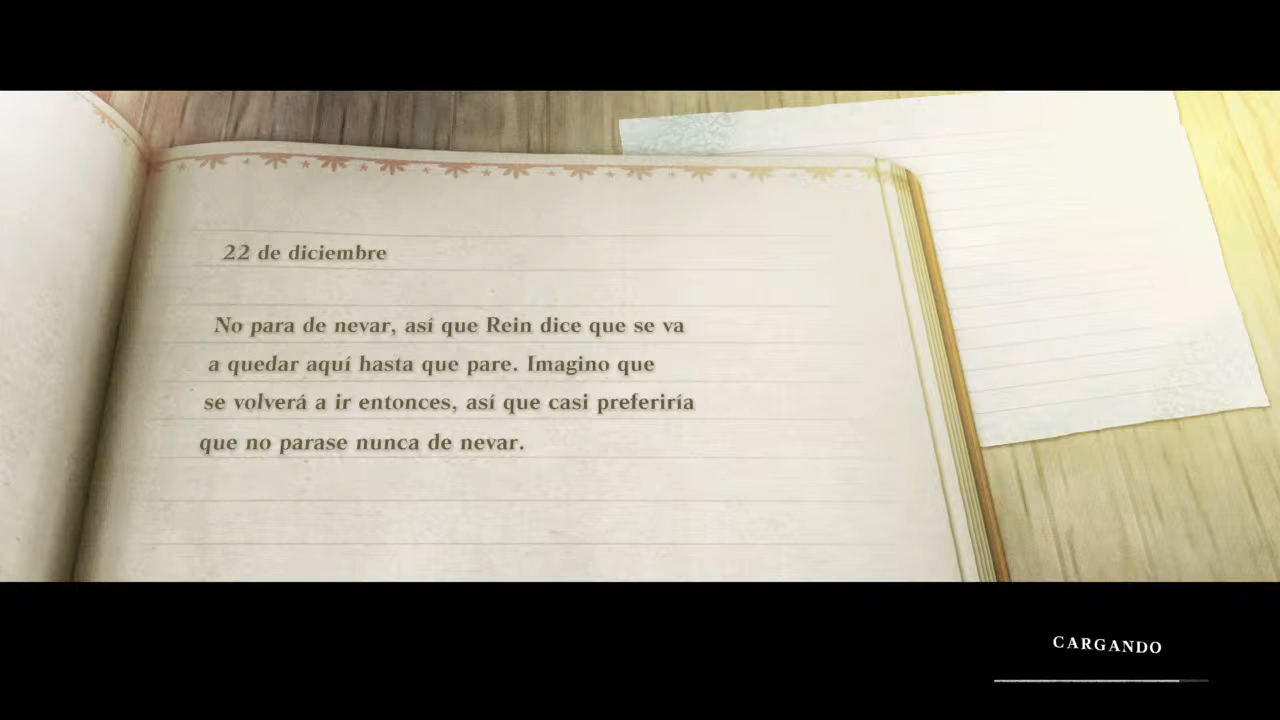 22 de diciembre
No para de nevar, así que Rein dice que se va
a quedar aquí hasta que pare. Imagino que
se volverá a ir entonces, así que casi preferiría
que no parase nunca de nevar.
CARGANDO